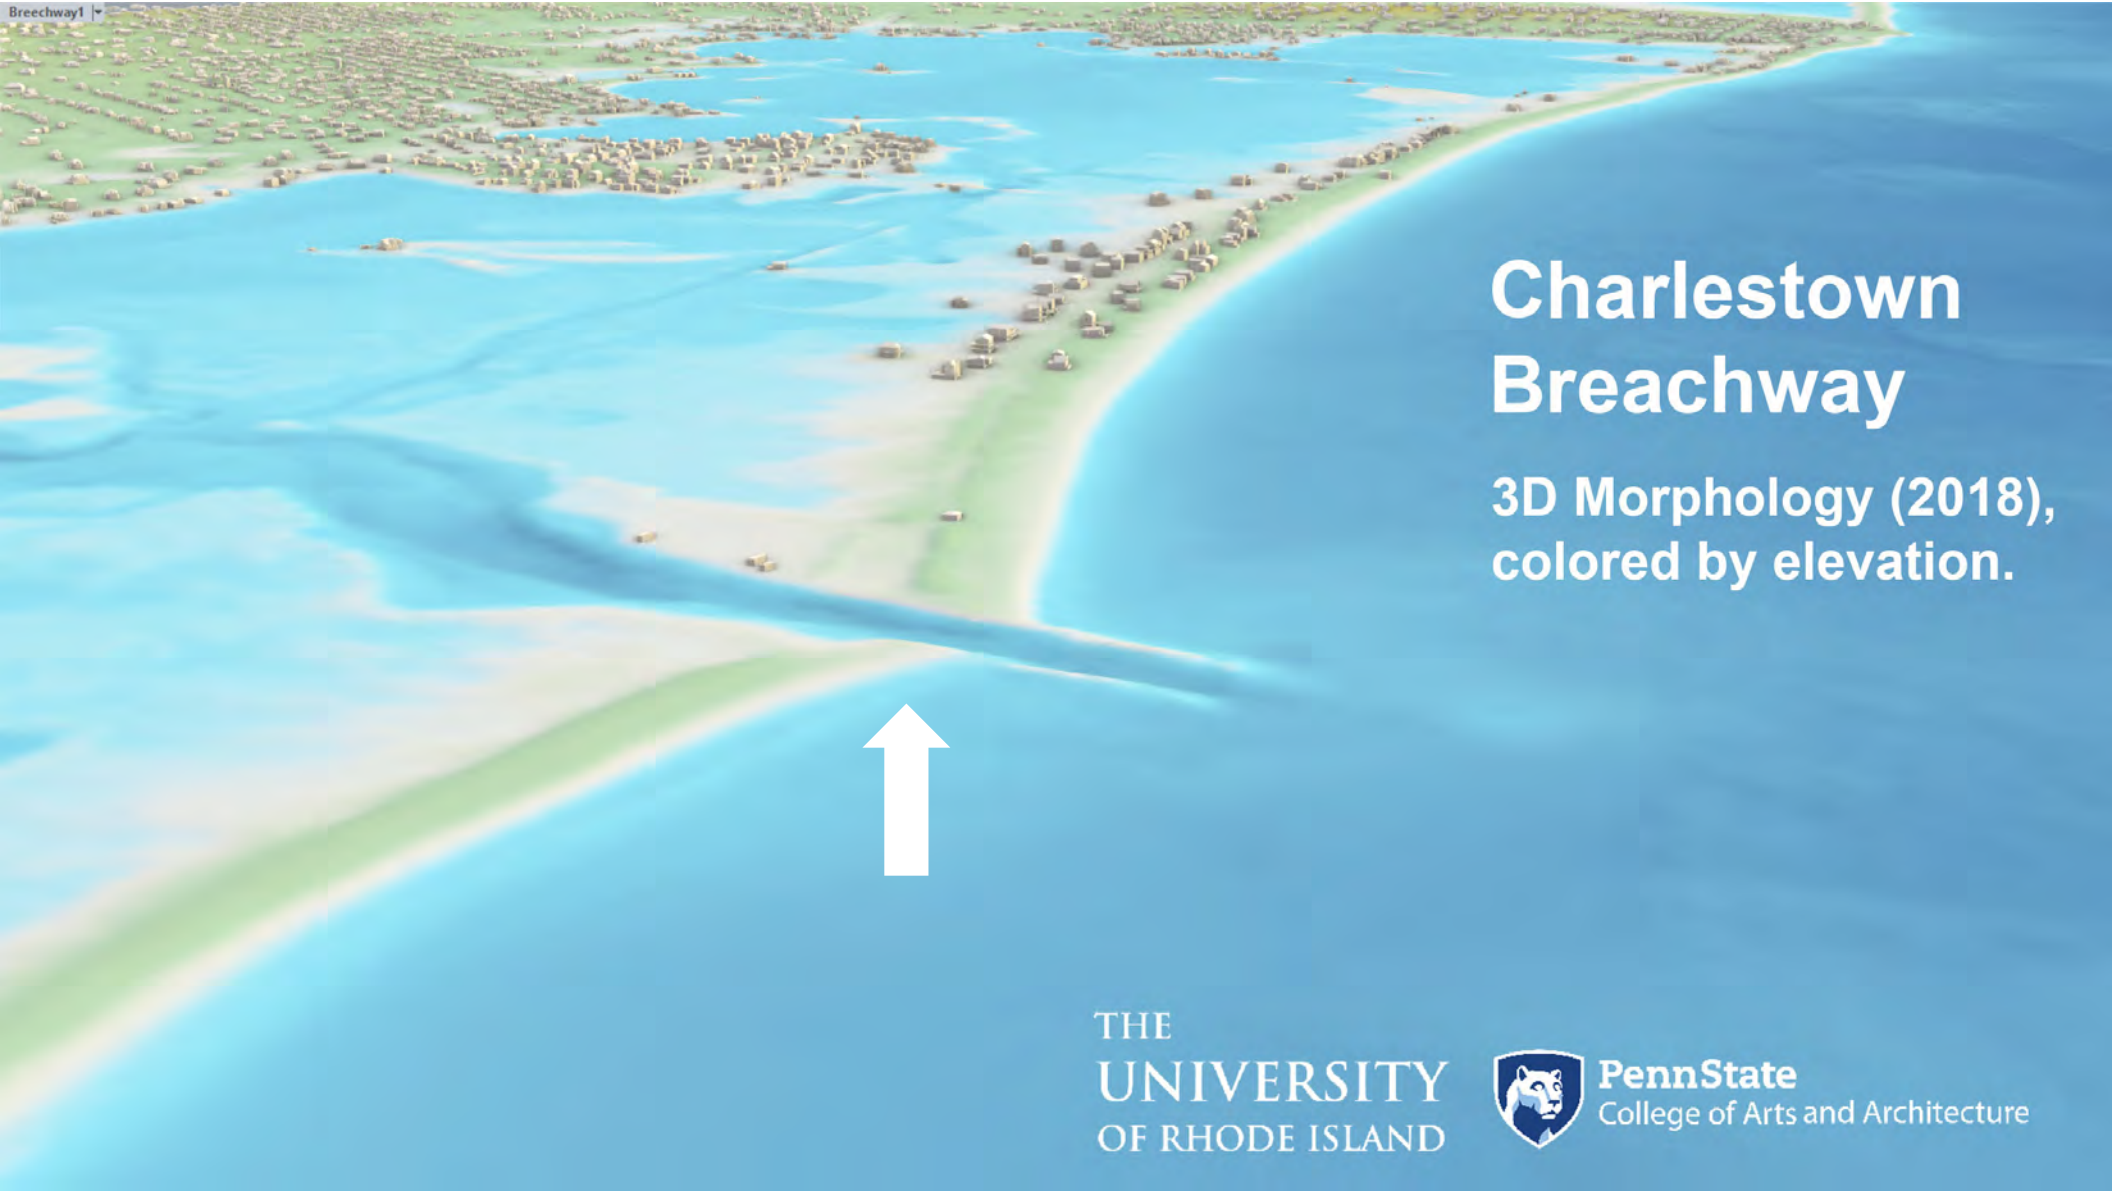 Breechway1
Charlestown
Breachway
3D Morphology (2018),
colored by elevation.
THE
UNIVERSITY
OF RHODE ISLAND
PennState
College of Arts and Architecture